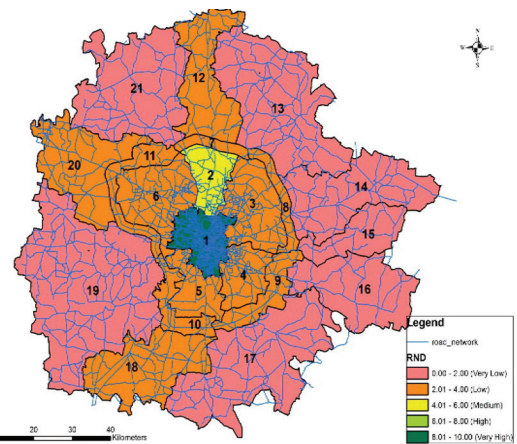 N
W
E
S
12
21
13
20
11
7
2
14
6
3
8
15
1
19
16
4
9
5
10
17
18
Legend
road_network
RND
0.00 - 2.00 (Very Low)
2.01 - 4.00 (Low)
4.01 - 6.00 (Medium)
6.01 - 8.00 (High)
8.01 - 10.00 (Very High)
20 40 Kilometers